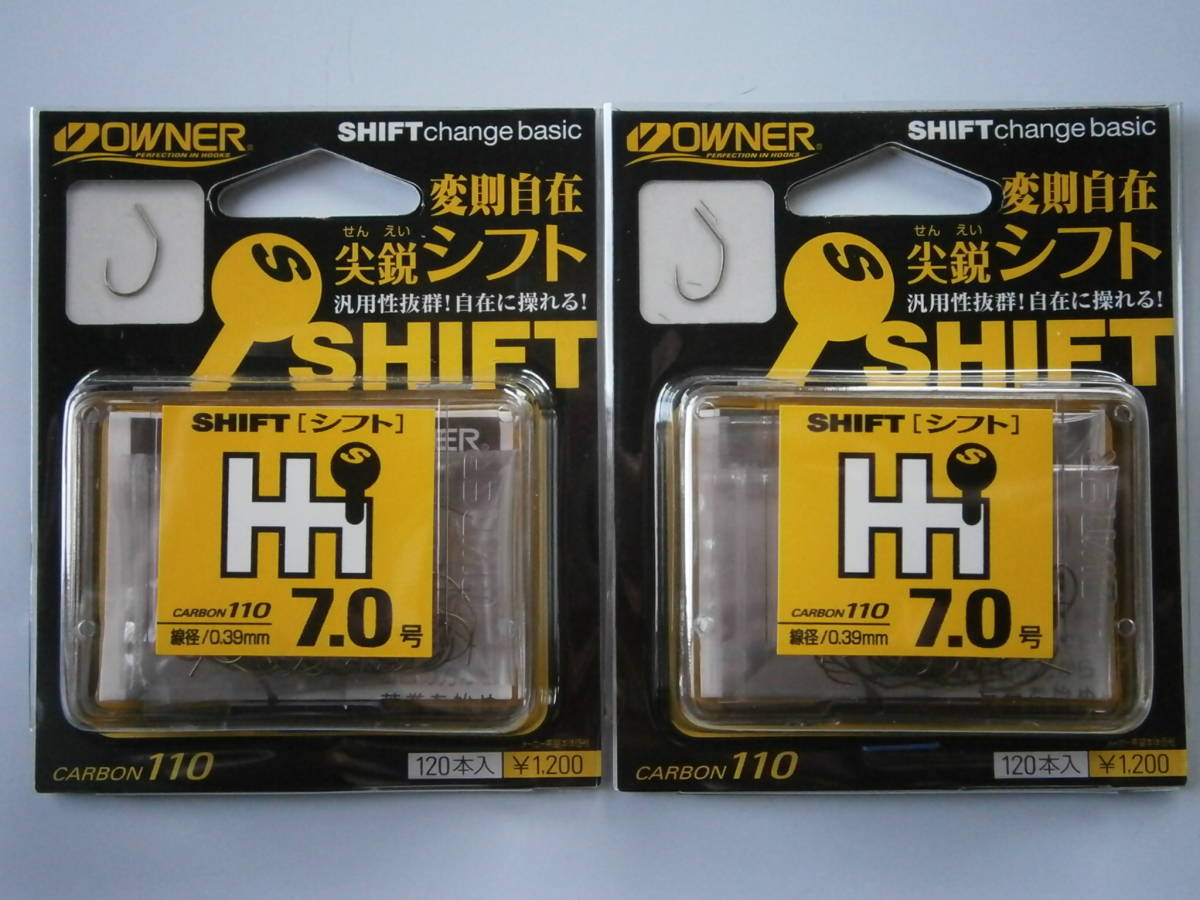 OWNER
PERFECTION IN HOOKS
SHIFT change basic
変則自在
せん えい
尖鋭シフト
汎用性抜群!自在に操れる!
S
SHIFT
SHIFT [シフト]
S
CARBON 110
線径/0.39mm
7.0号
CARBON 110
120本入
¥1,200
OWNER
PERFECTION IN HOOKS
SHIFT change basic
変則自在
せん えい
尖鋭シフト
汎用性抜群!自在に操れる!
S
SHIFT
SHIFT [シフト]
S
CARBON 110
線径/0.39mm
7.0号
CARBON 110
120本入
¥1,200